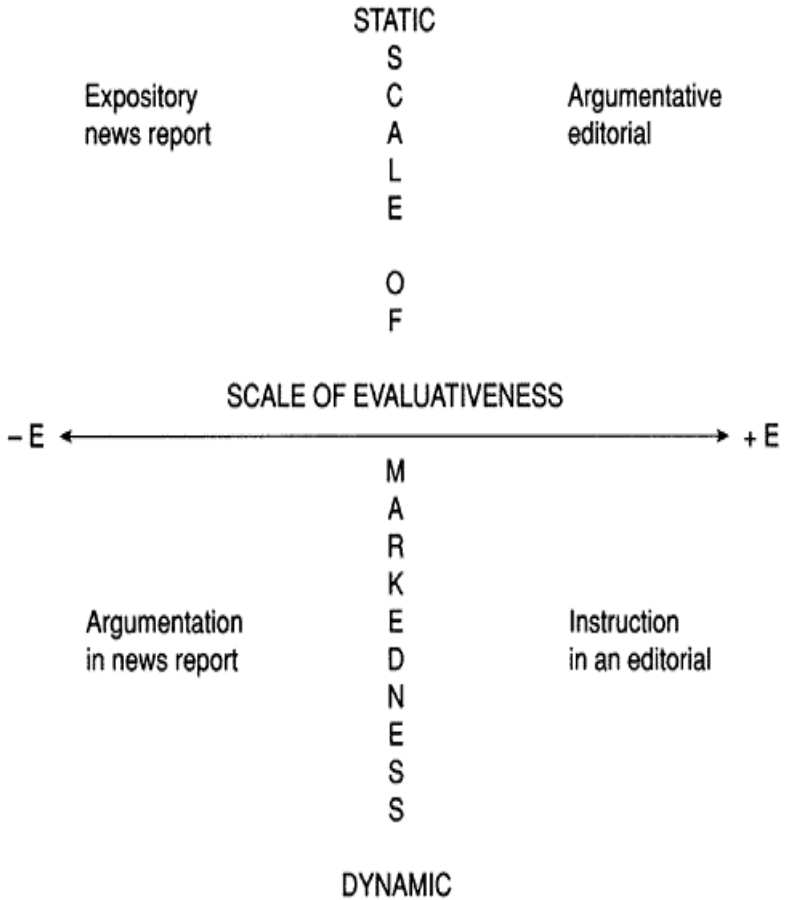 STATIC
S
C
A
L
E
O
F
Expository
news report
Argumentative
editorial
SCALE OF EVALUATIVENESS
– E
+ E
M
A
R
K
E
D
N
E
S
S
Argumentation
in news report
Instruction
in an editorial
DYNAMIC